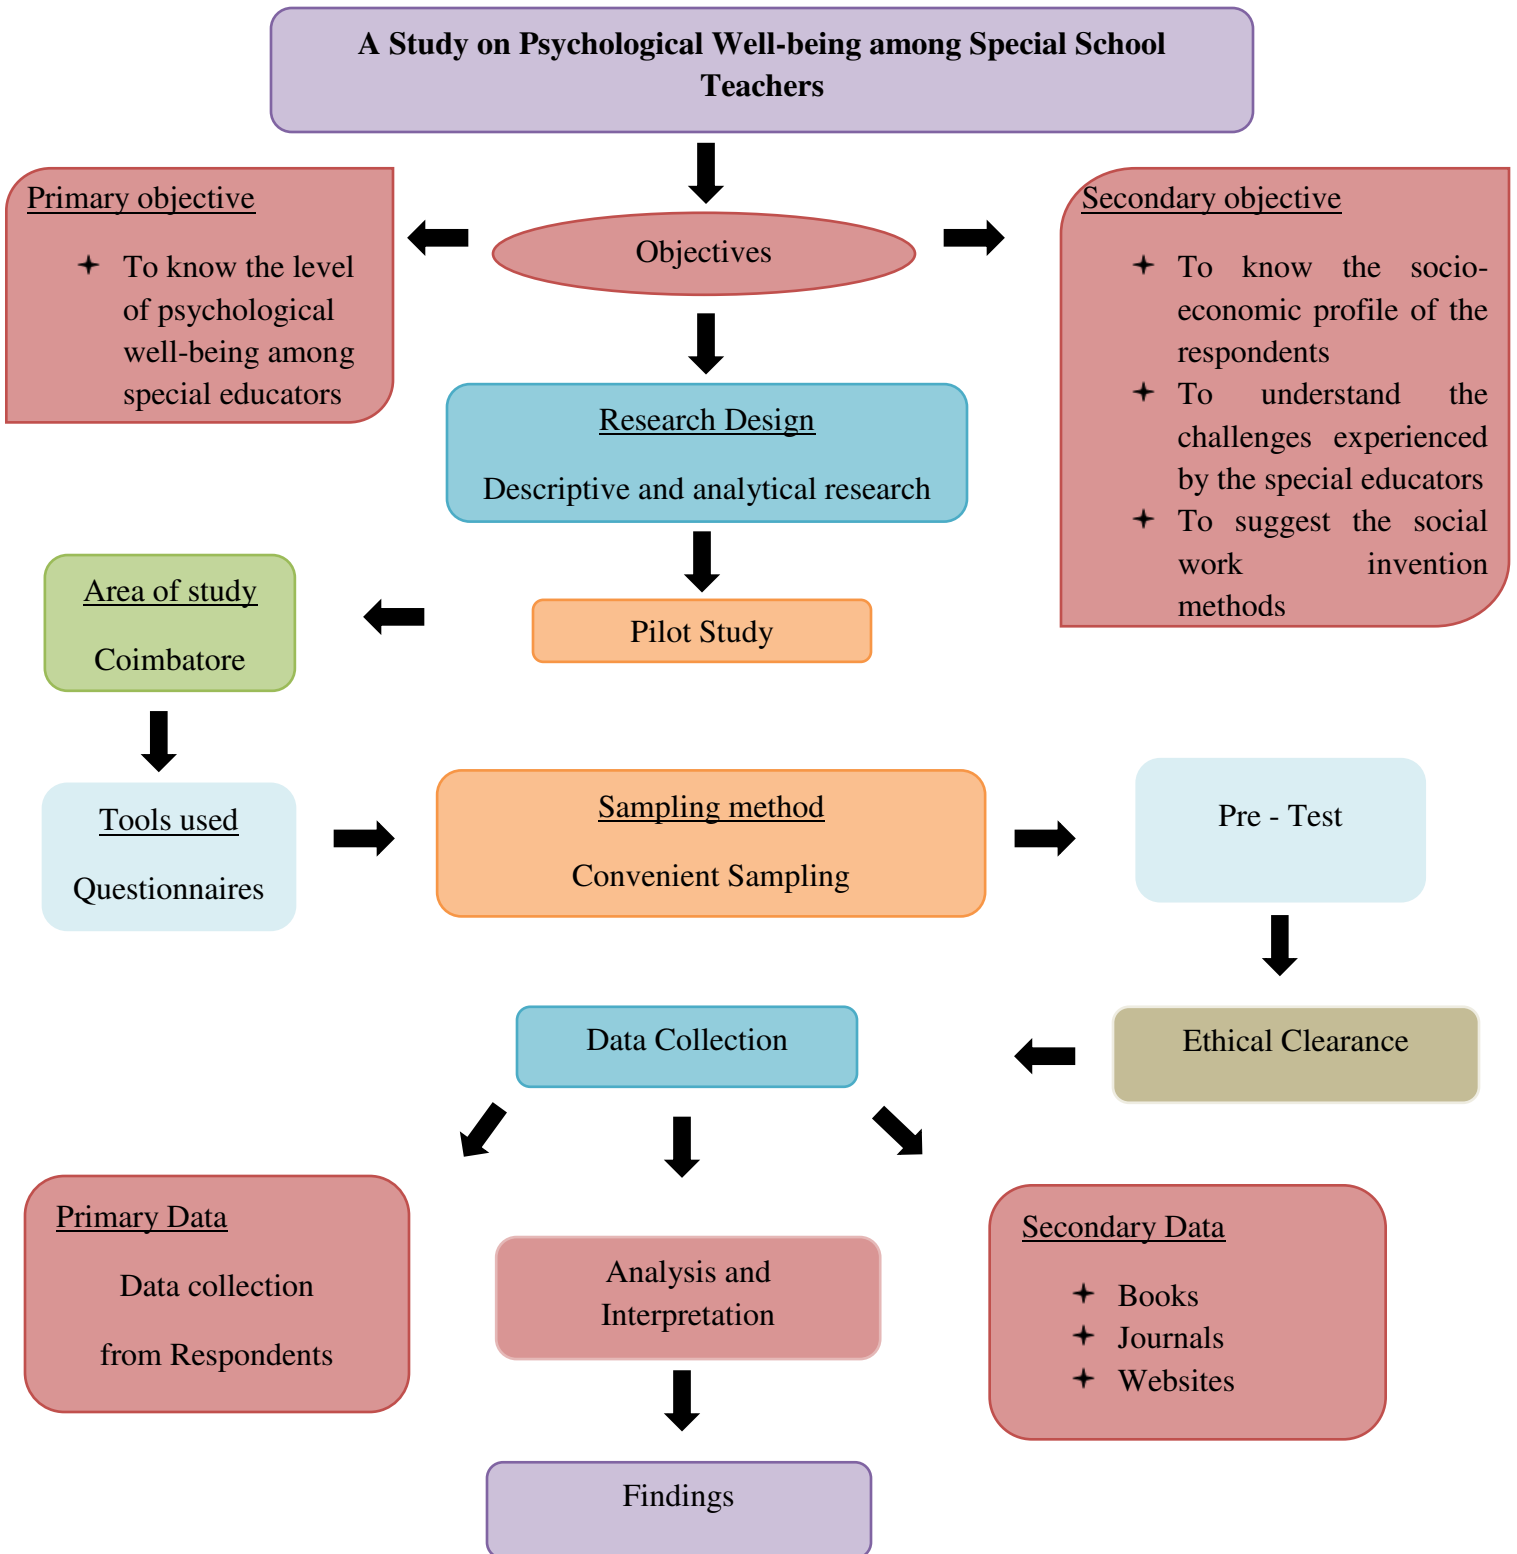 A Study on Psychological Well-being among Special School
Teachers
Primary objective
To know the level
of psychological
well-being among
special educators
Objectives
Secondary objective
To know the socio-
economic profile of the
respondents
To understand the
challenges experienced
by the special educators
To suggest the social
work invention
methods
Research Design
Descriptive and analytical research
Area of study
Coimbatore
Pilot Study
Tools used
Questionnaires
Sampling method
Convenient Sampling
Pre - Test
Data Collection
Ethical Clearance
Primary Data
Data collection
from Respondents
Analysis and
Interpretation
Secondary Data
Books
Journals
Websites
Findings